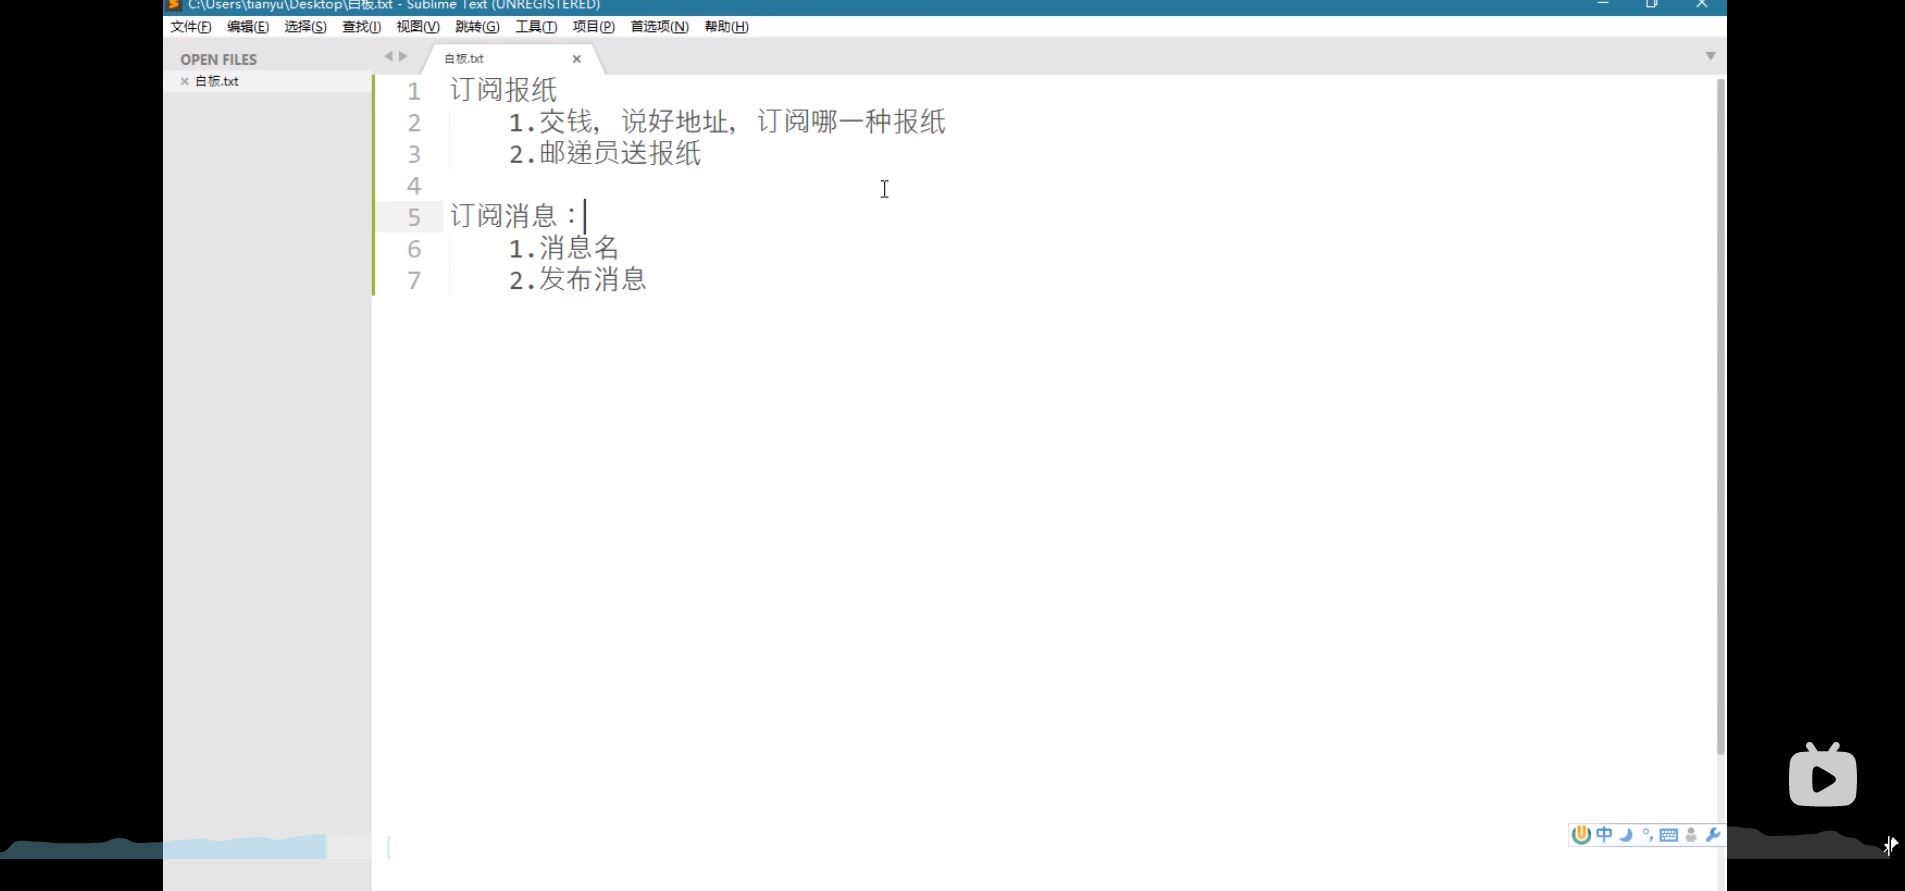 C:\Users\tianyu\Desktop\白板.txt - Sublime Text (UNREGISTERED)
文件(F) 编辑(E) 选择(S) 查找(I) 视图(V) 跳转(G) 工具(T) 项目(P) 首选项(N) 帮助(H)
OPEN FILES
白板.txt
白板.txt
1 订阅报纸
2 1.交钱, 说好地址, 订阅哪一种报纸
3 2.邮递员送报纸
4
5 订阅消息：
6 1.消息名
7 2.发布消息
中